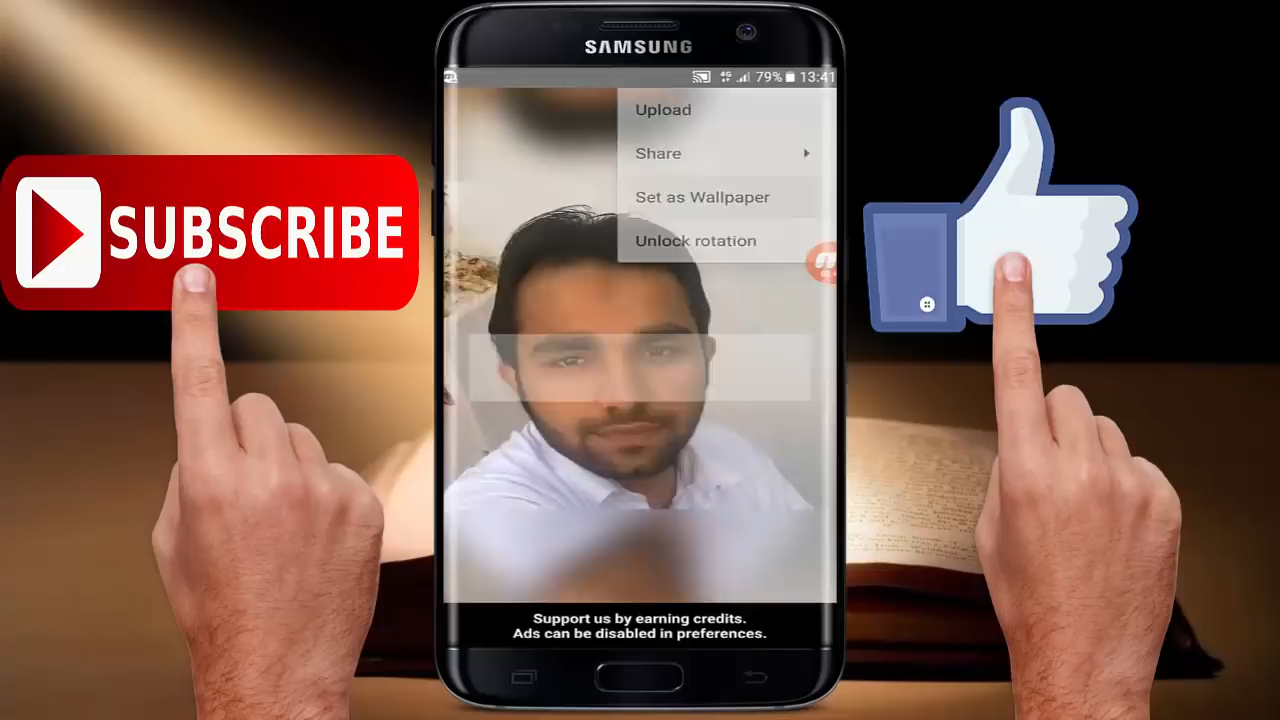 SAMSUNG
79% 13:41
Upload
Share
Set as Wallpaper
Unlock rotation
SUBSCRIBE
Support us by earning credits.
Ads can be disabled in preferences.